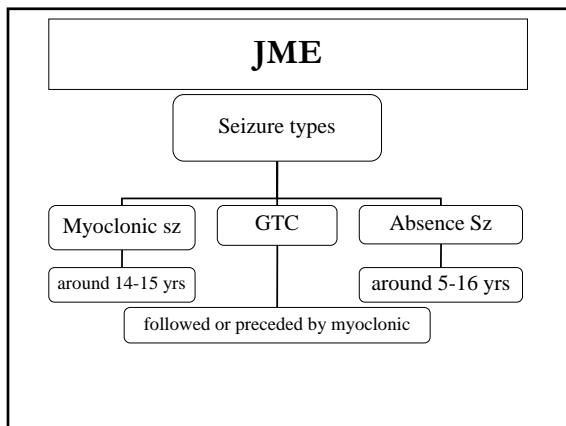 JME
Seizure types
Myoclonic sz
GTC
Absence Sz
around 14-15 yrs
around 5-16 yrs
followed or preceded by myoclonic